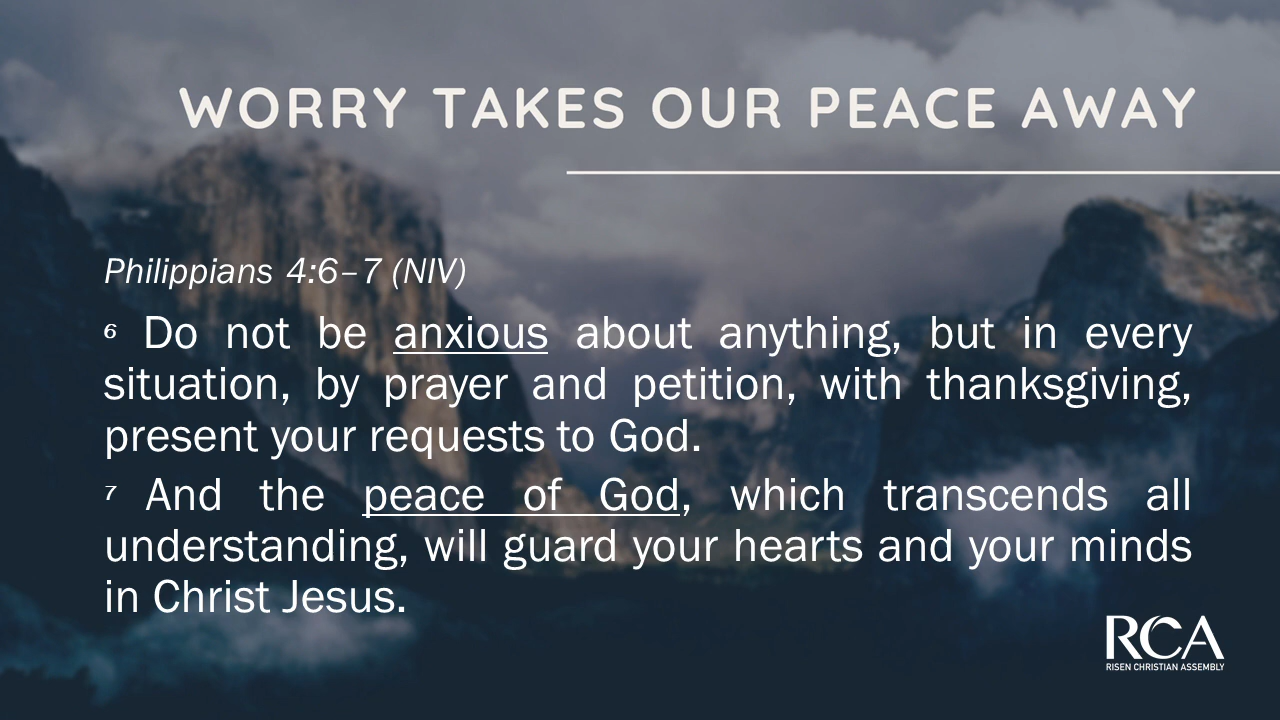 WORRY TAKES OUR PEACE AWAY
Philippians 4:6–7 (NIV)
⁶ Do not be anxious about anything, but in every
situation, by prayer and petition, with thanksgiving,
present your requests to God.
⁷ And the peace of God, which transcends all
understanding, will guard your hearts and your minds
in Christ Jesus.
RCA
RISEN CHRISTIAN ASSEMBLY